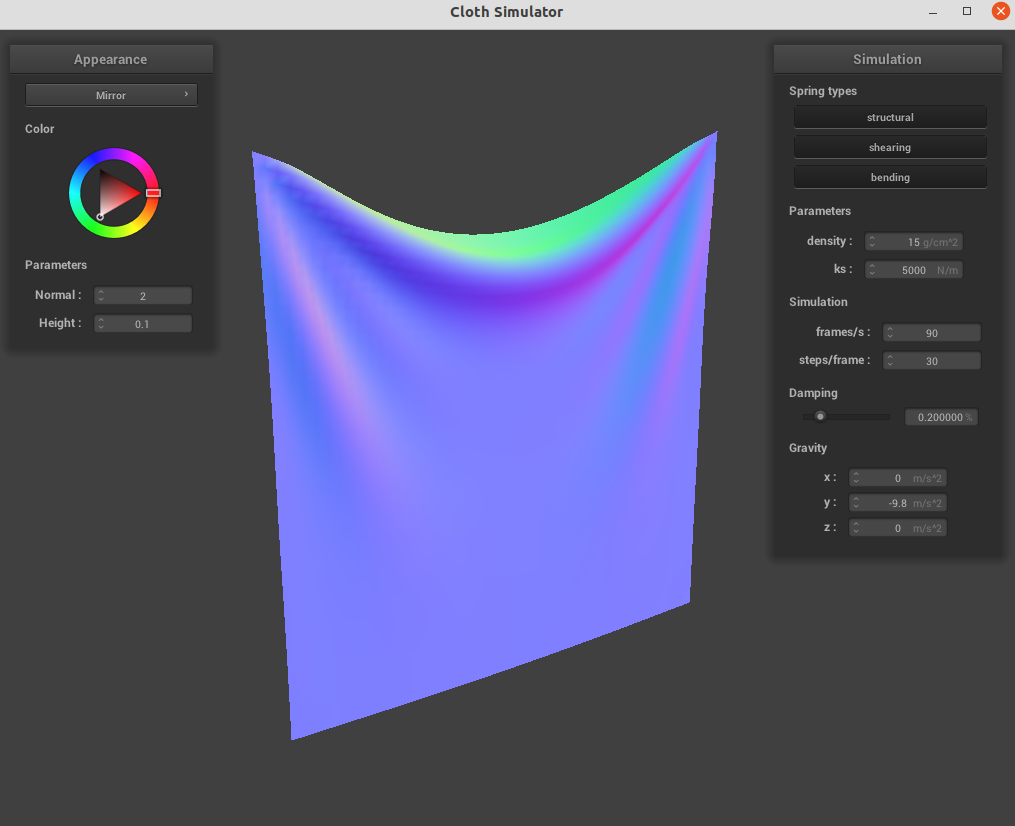 Cloth Simulator
Appearance
Mirror
Color
Parameters
Normal : 2
Height : 0.1
Simulation
Spring types
structural
shearing
bending
Parameters
density : 15 g/cm^2
ks : 5000 N/m
Simulation
frames/s : 90
steps/frame : 30
Damping
0.200000 %
Gravity
x : 0 m/s^2
y : -9.8 m/s^2
z : 0 m/s^2